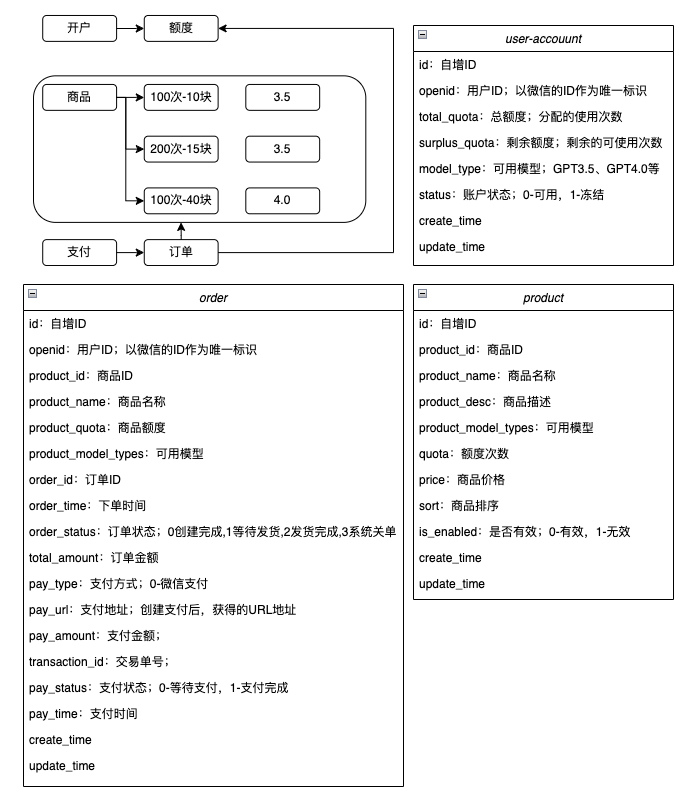 开户
额度
商品
100次-10块
3.5
200次-15块
3.5
100次-40块
4.0
支付
订单
user-accouunt
id：自增ID
openid：用户ID；以微信的ID作为唯一标识
total_quota：总额度；分配的使用次数
surplus_quota：剩余额度；剩余的可使用次数
model_type：可用模型；GPT3.5、GPT4.0等
status：账户状态；0-可用，1-冻结
create_time
update_time
order
id：自增ID
openid：用户ID；以微信的ID作为唯一标识
product_id：商品ID
product_name：商品名称
product_quota：商品额度
product_model_types：可用模型
order_id：订单ID
order_time：下单时间
order_status：订单状态；0创建完成,1等待发货,2发货完成,3系统关单
total_amount：订单金额
pay_type：支付方式；0-微信支付
pay_url：支付地址；创建支付后，获得的URL地址
pay_amount：支付金额；
transaction_id：交易单号；
pay_status：支付状态；0-等待支付，1-支付完成
pay_time：支付时间
create_time
update_time
product
id：自增ID
product_id：商品ID
product_name：商品名称
product_desc：商品描述
product_model_types：可用模型
quota：额度次数
price：商品价格
sort：商品排序
is_enabled：是否有效；0-有效，1-无效
create_time
update_time